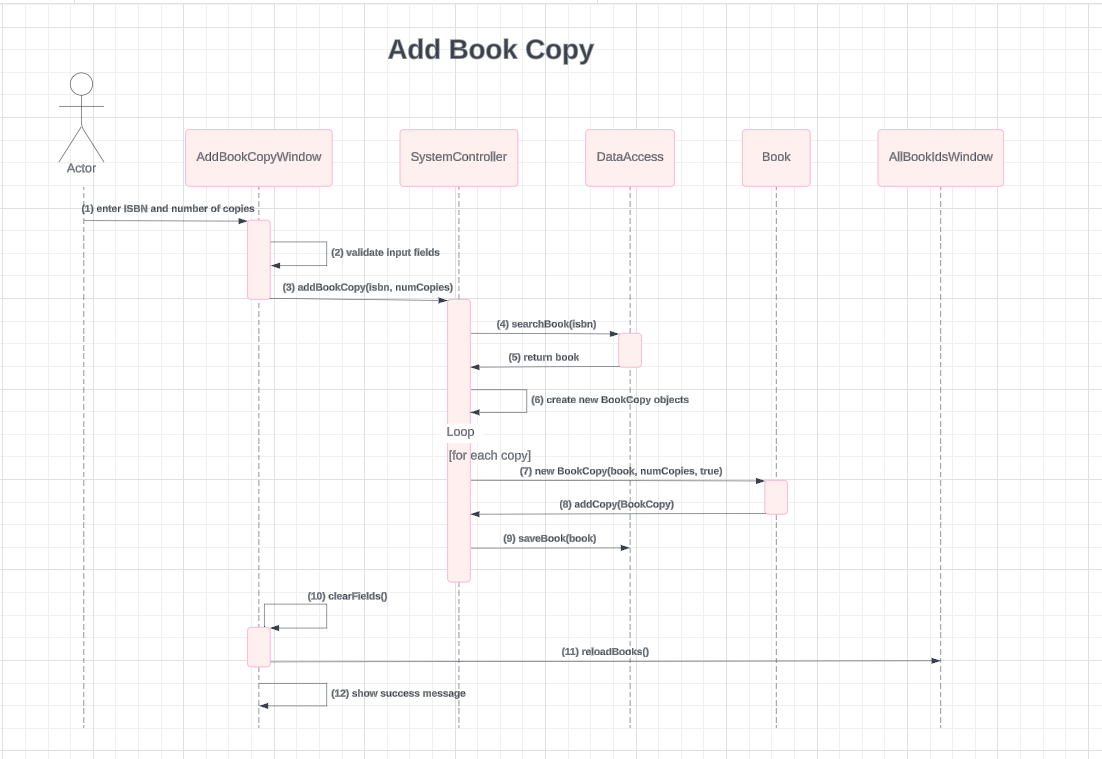 Add Book Copy
Actor
AddBookCopyWindow
SystemController
DataAccess
Book
AllBookIdsWindow
(1) enter ISBN and number of copies
(2) validate input fields
(3) addBookCopy(isbn, numCopies)
(4) searchBook(isbn)
(5) return book
(6) create new BookCopy objects
Loop
[for each copy]
(7) new BookCopy(book, numCopies, true)
(8) addCopy(BookCopy)
(9) saveBook(book)
(10) clearFields()
(11) reloadBooks()
(12) show success message